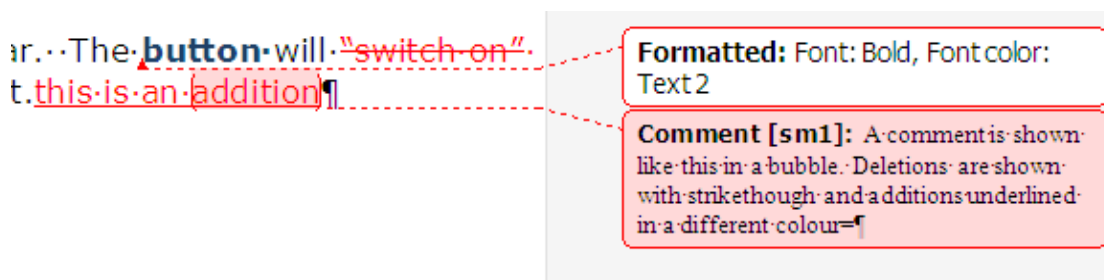 ar. The button will “switch on”
t.this is an addition¶
Formatted: Font: Bold, Font color:
Text 2
Comment [sm1]: A comment is shown
like this in a bubble. Deletions are shown
with strikethough and additions underlined
in a different colour=¶